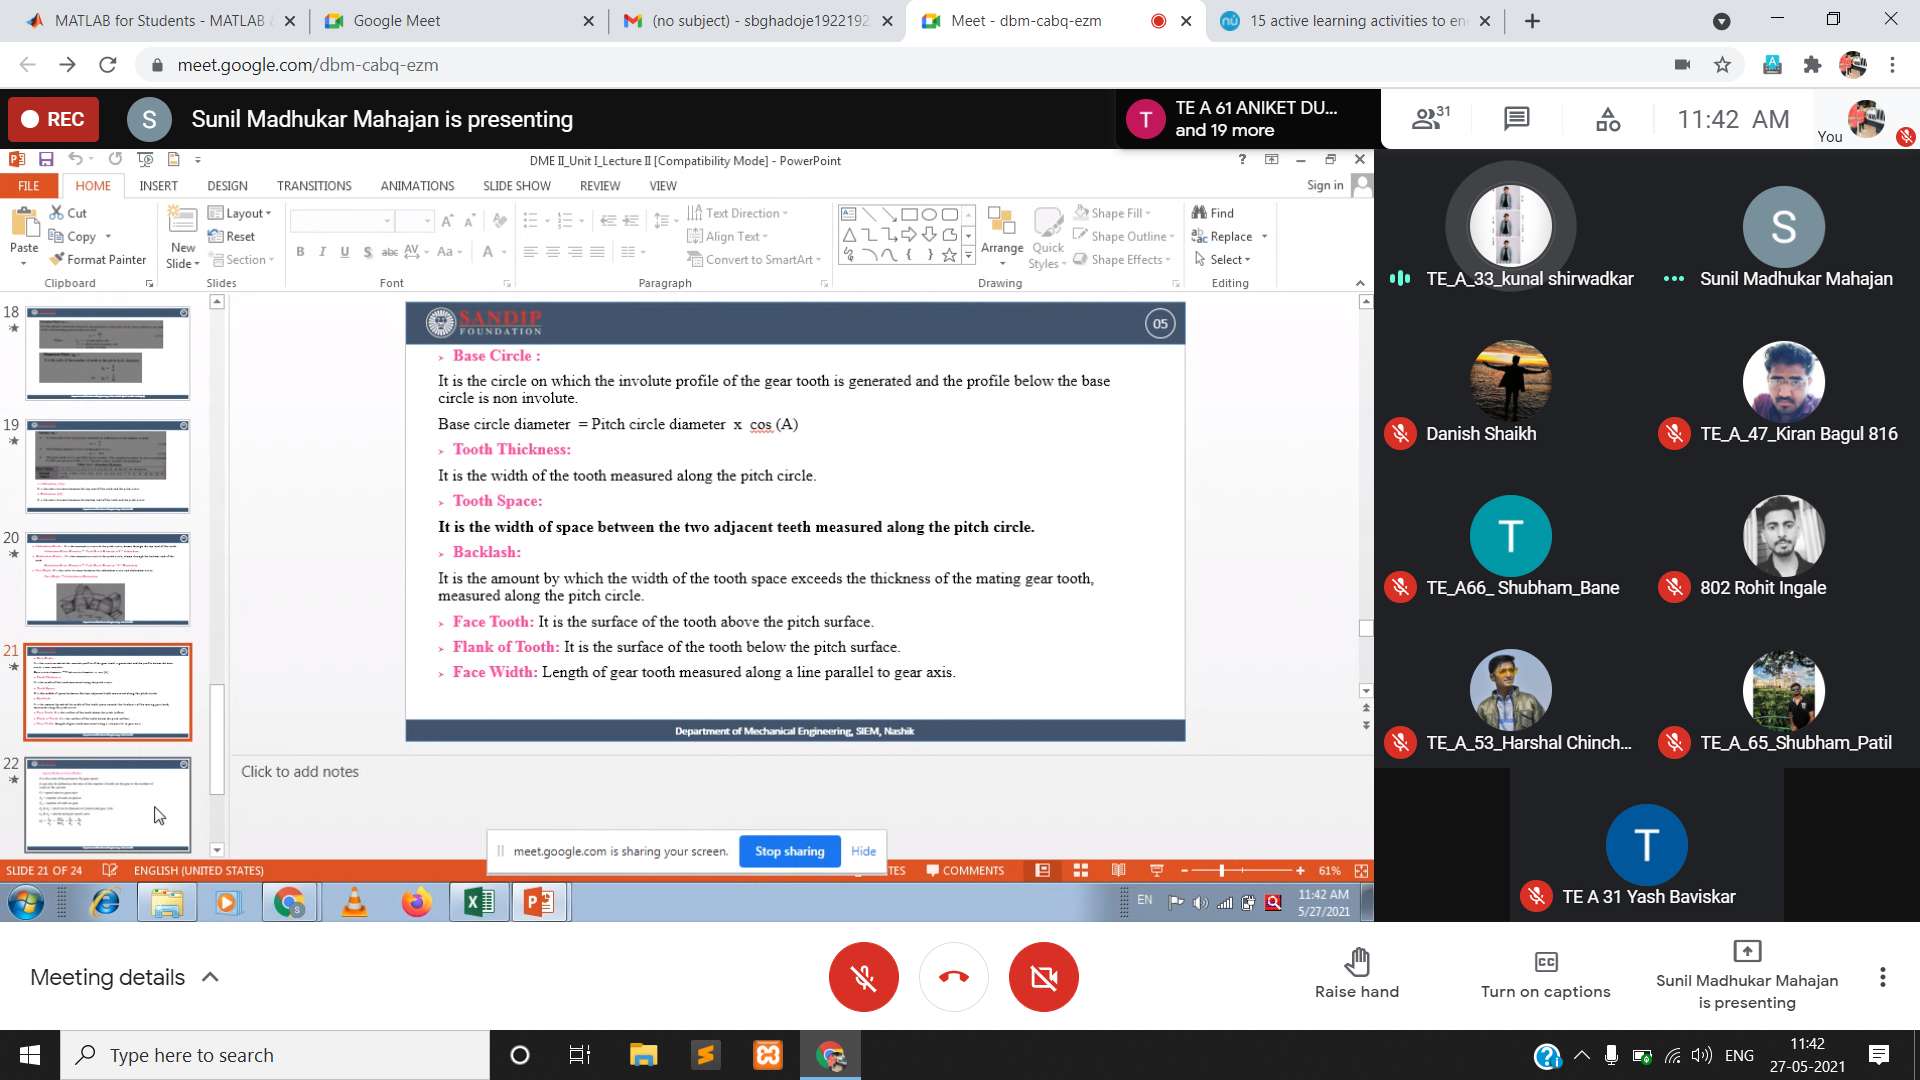 MATLAB for Students - MATLAB &
Google Meet
(no subject) - sbghadoje1922192
Meet - dbm-cabq-ezm
15 active learning activities to en
meet.google.com/dbm-cabq-ezm
REC
S
Sunil Madhukar Mahajan is presenting
T
TE A 61 ANIKET DU...
and 19 more
31
11:42 AM
You
DME II_Unit I_Lecture II [Compatibility Mode] - PowerPoint
FILE HOME INSERT DESIGN TRANSITIONS ANIMATIONS SLIDE SHOW REVIEW VIEW
Sign in
Paste
Cut
Copy
Format Painter
Clipboard
New Slide
Layout
Reset
Section
Slides
Font
Text Direction
Align Text
Convert to SmartArt
Paragraph
Arrange
Quick Styles
Shape Fill
Shape Outline
Shape Effects
Drawing
Find
Replace
Select
Editing
18
19
20
21
22
SANDIP
FOUNDATION
05
Base Circle :
It is the circle on which the involute profile of the gear tooth is generated and the profile below the base
circle is non involute.
Base circle diameter = Pitch circle diameter x cos (A)
Tooth Thickness:
It is the width of the tooth measured along the pitch circle.
Tooth Space:
It is the width of space between the two adjacent teeth measured along the pitch circle.
Backlash:
It is the amount by which the width of the tooth space exceeds the thickness of the mating gear tooth,
measured along the pitch circle.
Face Tooth: It is the surface of the tooth above the pitch surface.
Flank of Tooth: It is the surface of the tooth below the pitch surface.
Face Width: Length of gear tooth measured along a line parallel to gear axis.
Department of Mechanical Engineering, SIEM, Nashik
Click to add notes
meet.google.com is sharing your screen.
Stop sharing
Hide
SLIDE 21 OF 24
ENGLISH (UNITED STATES)
COMMENTS
61%
EN
11:42 AM
5/27/2021
TE_A_33_kunal shirwadkar
S
Sunil Madhukar Mahajan
Danish Shaikh
TE_A_47_Kiran Bagul 816
T
TE_A66_ Shubham_Bane
802 Rohit Ingale
TE_A_53_Harshal Chinch...
TE_A_65_Shubham_Patil
T
TE A 31 Yash Baviskar
Meeting details
Raise hand
CC
Turn on captions
Sunil Madhukar Mahajan
is presenting
Type here to search
ENG
11:42
27-05-2021